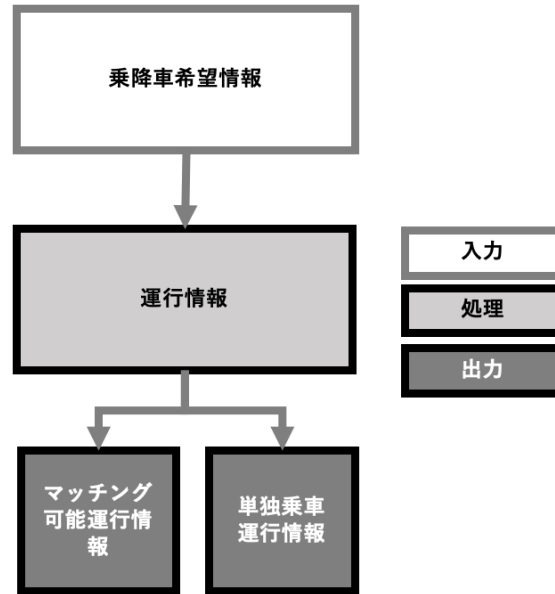 乗降車希望情報
運行情報
入力
処理
出力
マッチング
可能運行情
報
単独乗車
運行情報